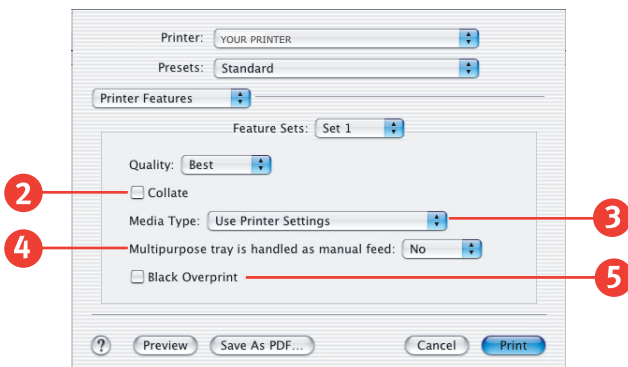 Printer: YOUR PRINTER
Presets: Standard
Printer Features
Feature Sets: Set 1
Quality: Best
2 Collate
Media Type: Use Printer Settings 3
4 Multipurpose tray is handled as manual feed: No
Black Overprint 5
? Preview Save As PDF... Cancel Print